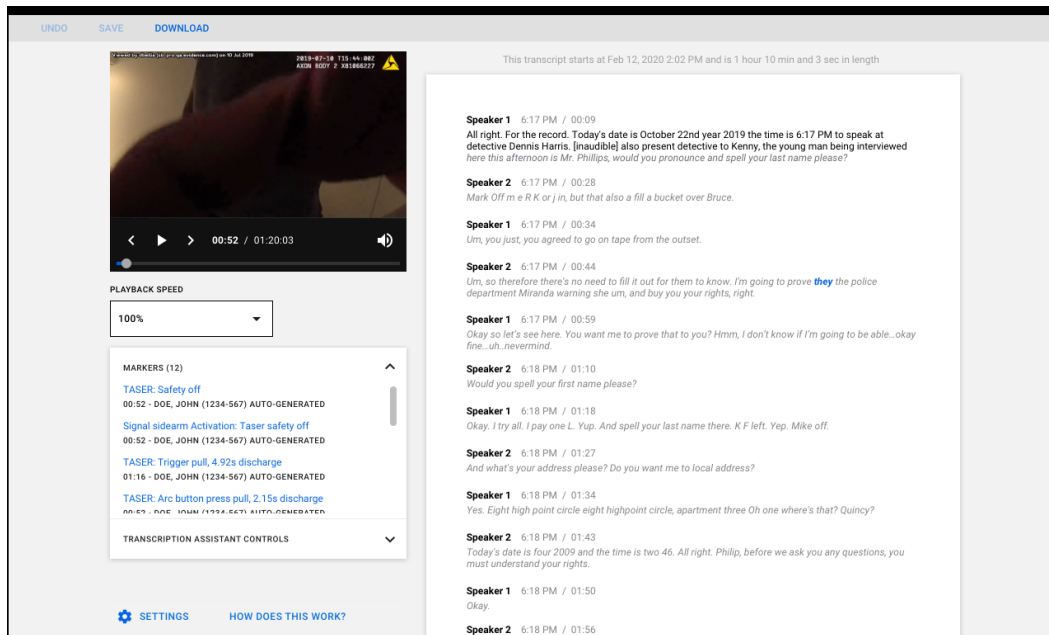 UNDO SAVE DOWNLOAD
2019-07-10 T15:44:00Z
AXON BODY 2 X81066227
00:52 / 01:20:03
PLAYBACK SPEED
100%
MARKERS (12)
TASER: Safety off
00:52 - DOE, JOHN (1234-567) AUTO-GENERATED
Signal sidearm Activation: Taser safety off
00:52 - DOE, JOHN (1234-567) AUTO-GENERATED
TASER: Trigger pull, 4.92s discharge
01:16 - DOE, JOHN (1234-567) AUTO-GENERATED
TASER: Arc button press pull, 2.15s discharge
00:52 - DOE, JOHN (1234-567) AUTO-GENERATED
TRANSCRIPTION ASSISTANT CONTROLS
SETTINGS HOW DOES THIS WORK?
This transcript starts at Feb 12, 2020 2:02 PM and is 1 hour 10 min and 3 sec in length
Speaker 1 6:17 PM / 00:09
All right. For the record. Today's date is October 22nd year 2019 the time is 6:17 PM to speak at
detective Dennis Harris. [inaudible] also present detective to Kenny, the young man being interviewed
here this afternoon is Mr. Phillips, would you pronounce and spell your last name please?
Speaker 2 6:17 PM / 00:28
Mark Off m e R K or j in, but that also a fill a bucket over Bruce.
Speaker 1 6:17 PM / 00:34
Um, you just, you agreed to go on tape from the outset.
Speaker 2 6:17 PM / 00:44
Um, so therefore there's no need to fill it out for them to know. I'm going to prove they the police
department Miranda warning she um, and buy you your rights, right.
Speaker 1 6:17 PM / 00:59
Okay so let's see here. You want me to prove that to you? Hmm, I don't know if I'm going to be able...okay
fine...uh..nevermind.
Speaker 2 6:18 PM / 01:10
Would you spell your first name please?
Speaker 1 6:18 PM / 01:18
Okay. I try all. I pay one L. Yup. And spell your last name there. K F left. Yep. Mike off.
Speaker 2 6:18 PM / 01:27
And what's your address please? Do you want me to local address?
Speaker 1 6:18 PM / 01:34
Yes. Eight high point circle eight highpoint circle, apartment three Oh one where's that? Quincy?
Speaker 2 6:18 PM / 01:43
Today's date is four 2009 and the time is two 46. All right. Philip, before we ask you any questions, you
must understand your rights.
Speaker 1 6:18 PM / 01:50
Okay.
Speaker 2 6:18 PM / 01:56